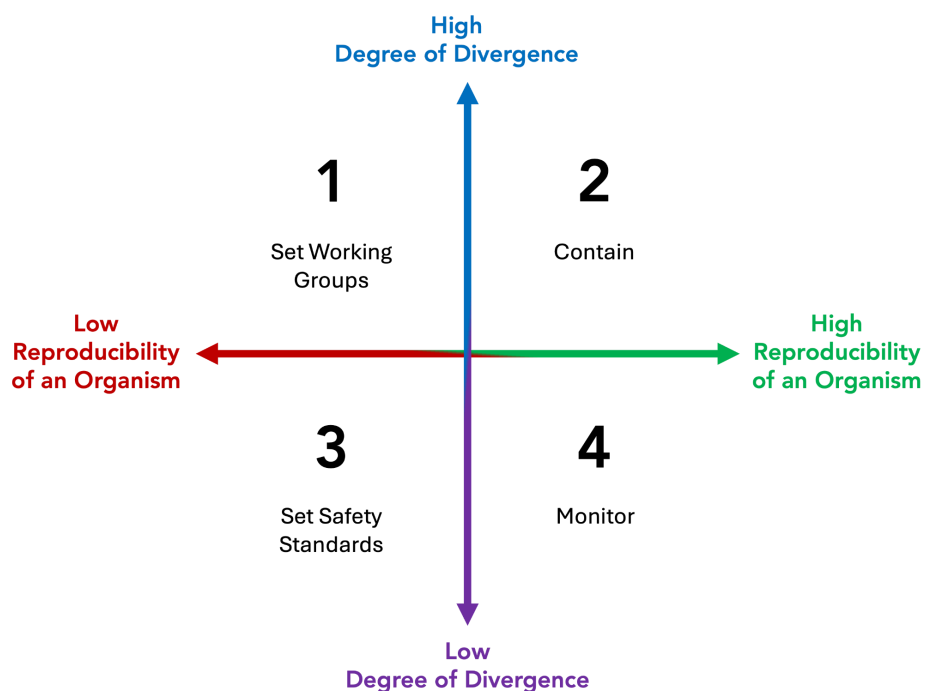 High
Degree of Divergence
1
2
Set Working
Groups
Contain
Low
Reproducibility
of an Organism
High
Reproducibility
of an Organism
3
4
Set Safety
Standards
Monitor
Low
Degree of Divergence